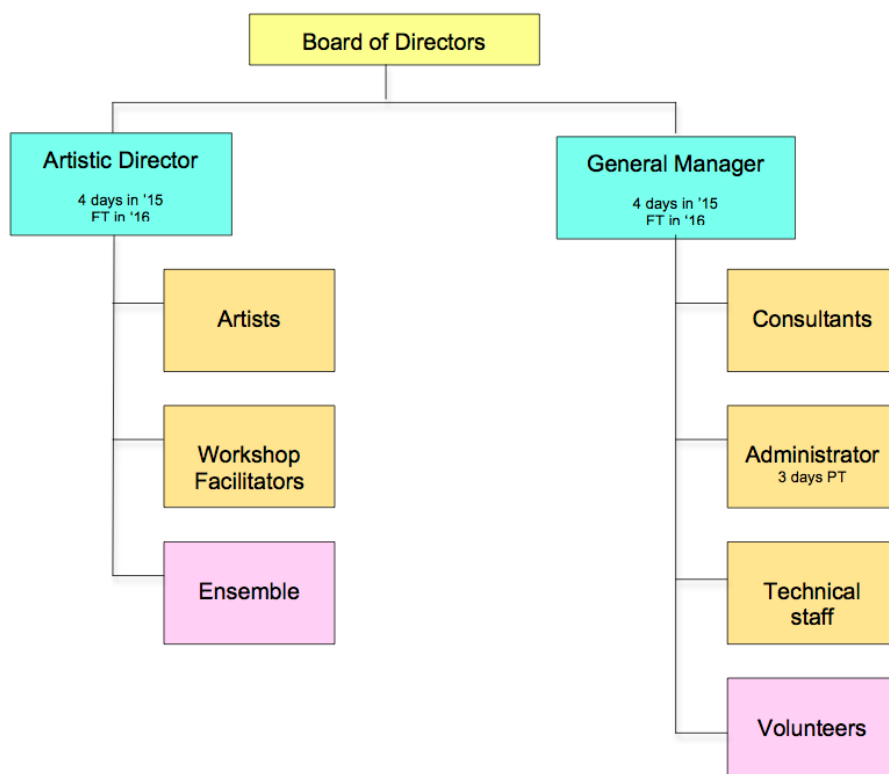 Board of Directors
Artistic Director
4 days in ‘15
FT in ‘16
General Manager
4 days in ‘15
FT in ‘16
Artists
Workshop
Facilitators
Ensemble
Consultants
Administrator
3 days PT
Technical
staff
Volunteers